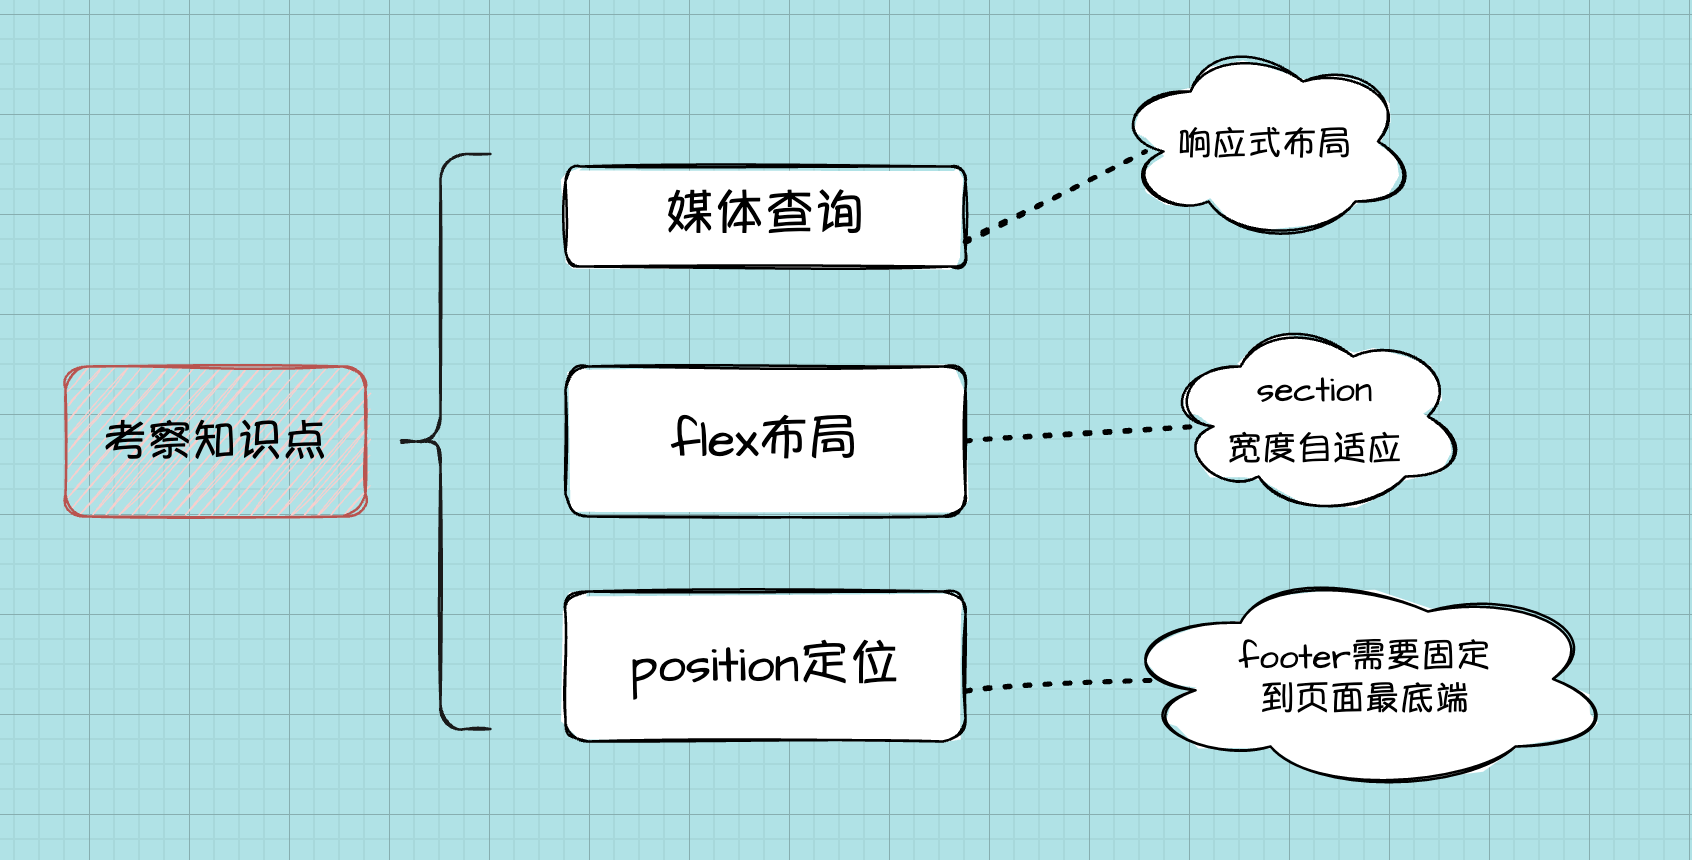 考察知识点
媒体查询
响应式布局
flex布局
section
宽度自适应
position定位
footer需要固定
到页面最底端